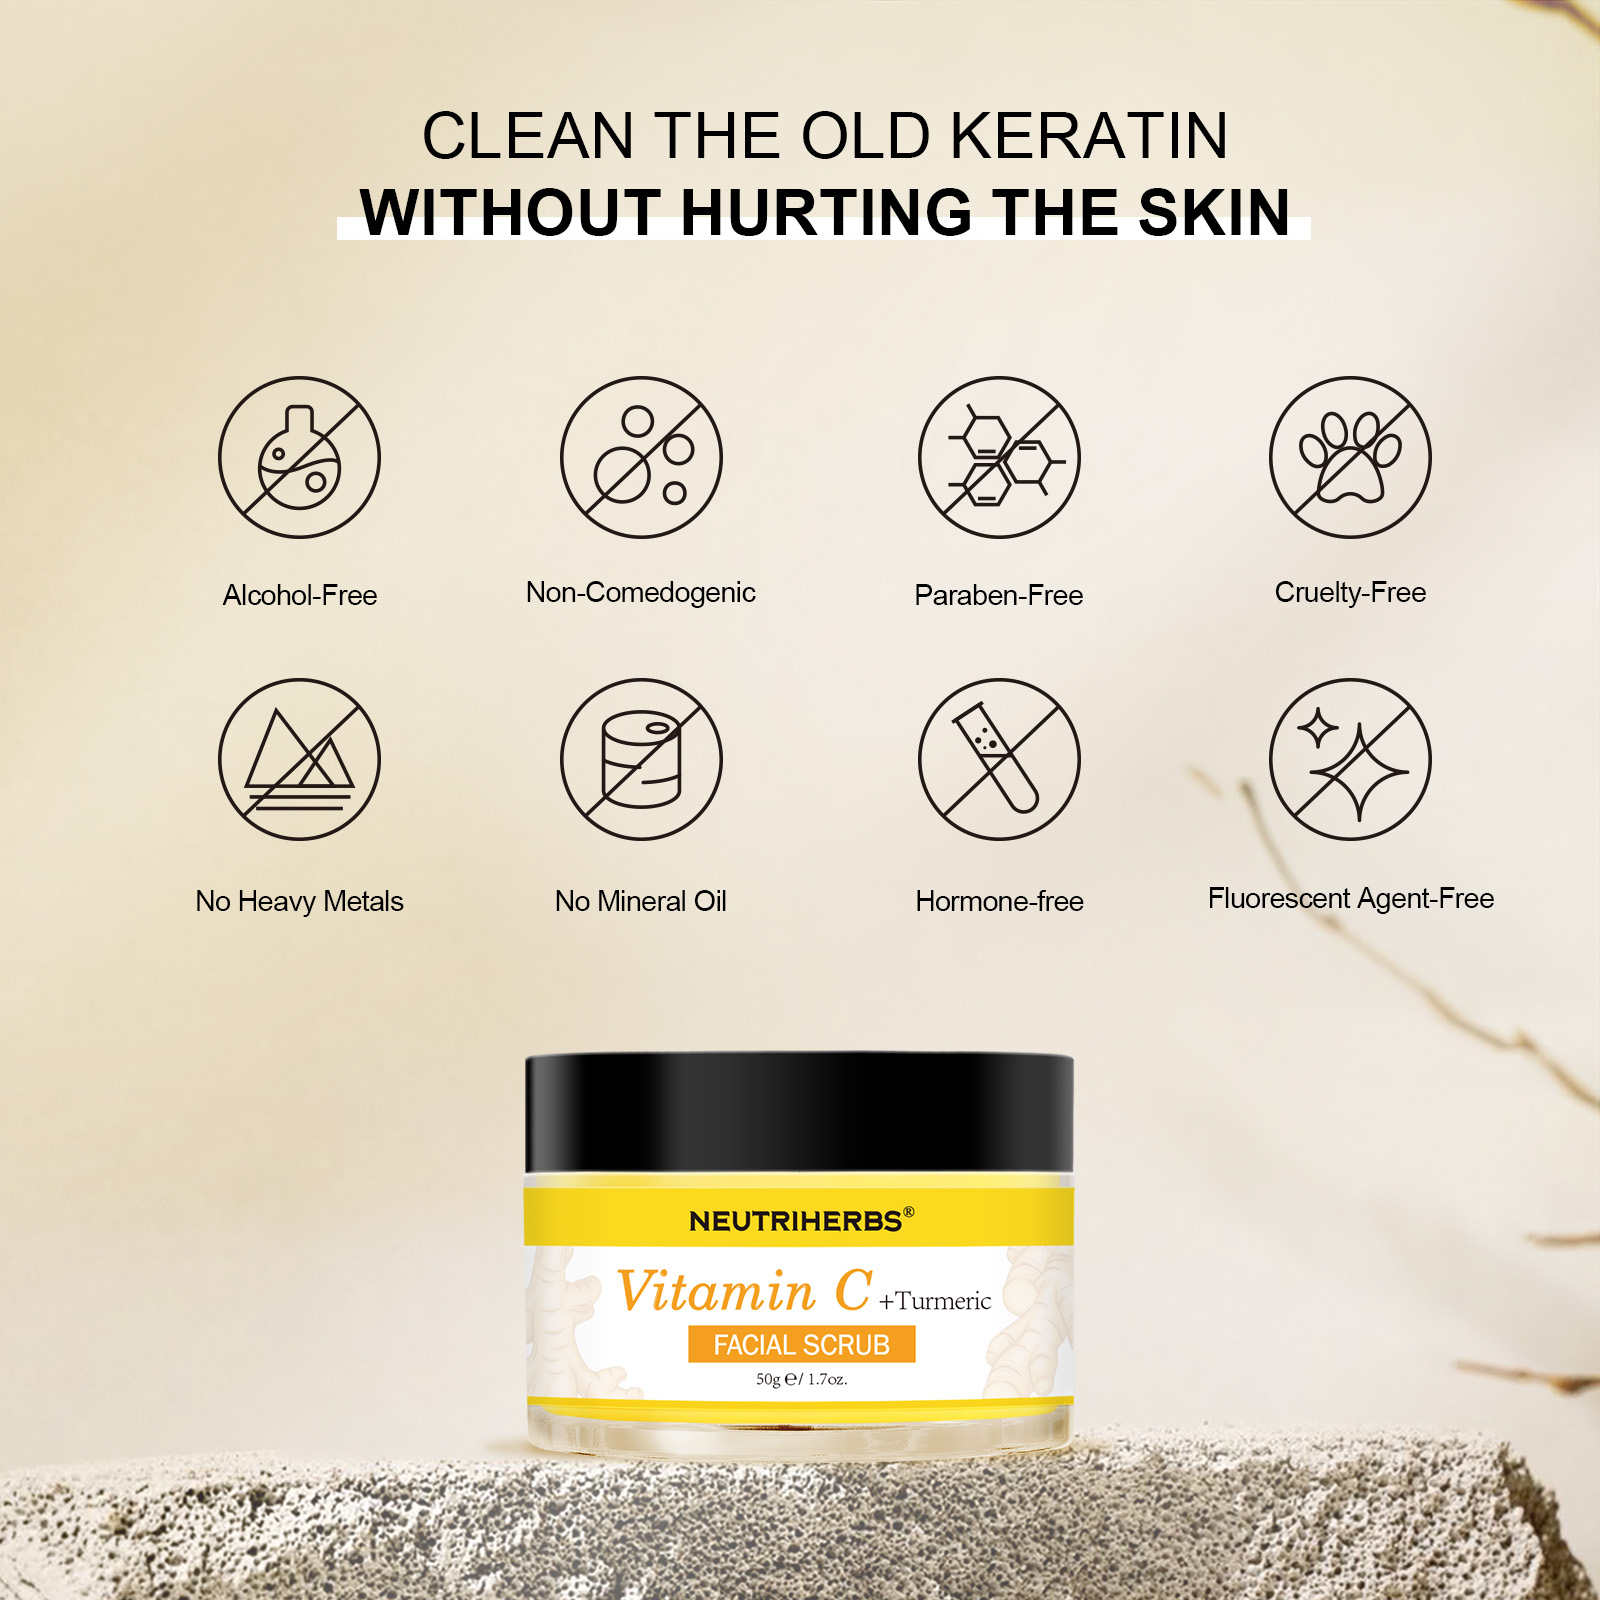 CLEAN THE OLD KERATIN
WITHOUT HURTING THE SKIN
Alcohol-Free
Non-Comedogenic
Paraben-Free
Cruelty-Free
No Heavy Metals
No Mineral Oil
Hormone-free
Fluorescent Agent-Free
NEUTRIHERBS®
Vitamin C +Turmeric
FACIAL SCRUB
50g ℮/ 1.7oz.